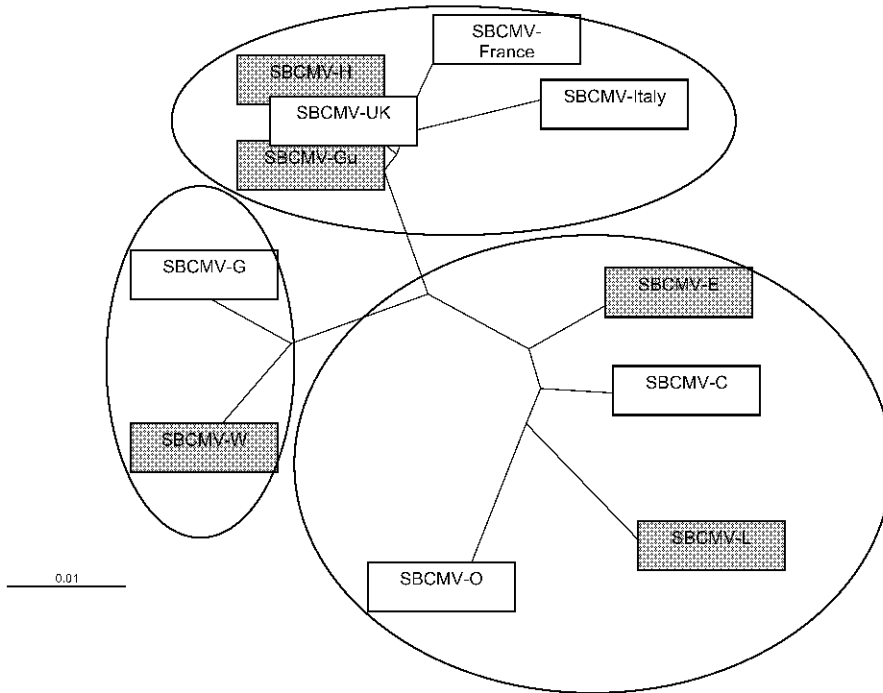 SBCMV-
France
SBCMV-H
SBCMV-Italy
SBCMV-UK
SBCMV-Gu
SBCMV-G
SBCMV-E
SBCMV-C
SBCMV-W
SBCMV-L
SBCMV-O
0.01